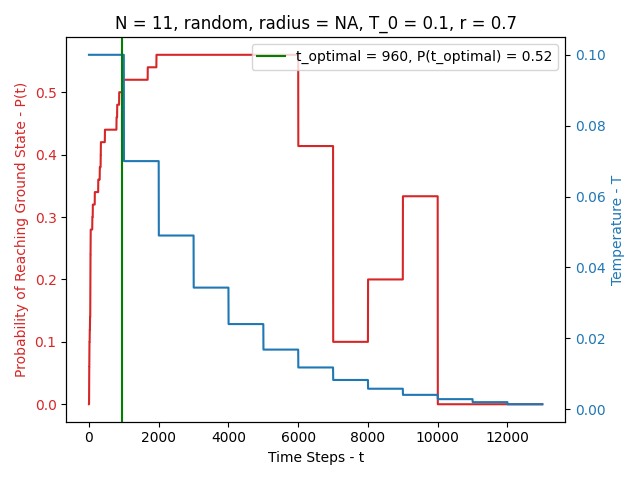 N = 11, random, radius = NA, T_0 = 0.1, r = 0.7
t_optimal = 960, P(t_optimal) = 0.52
Probability of Reaching Ground State - P(t)
0.5
0.4
0.3
0.2
0.1
0.0
0.10
0.08
0.06
0.04
0.02
0.00
Temperature - T
0 2000 4000 6000 8000 10000 12000
Time Steps - t